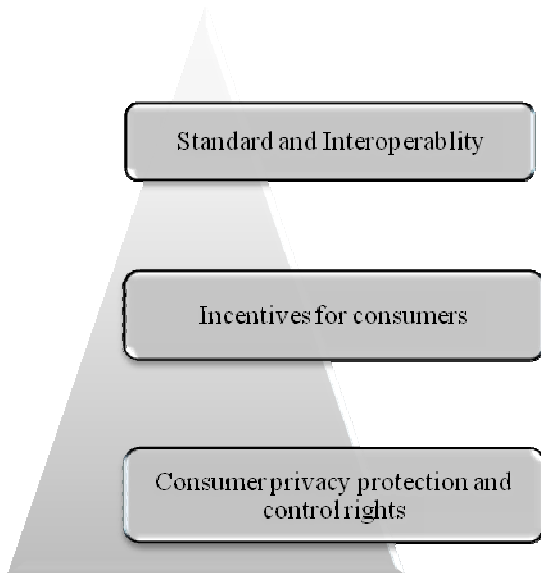 Standard and Interoperablity
Incentives for consumers
Consumer privacy protection and
control rights